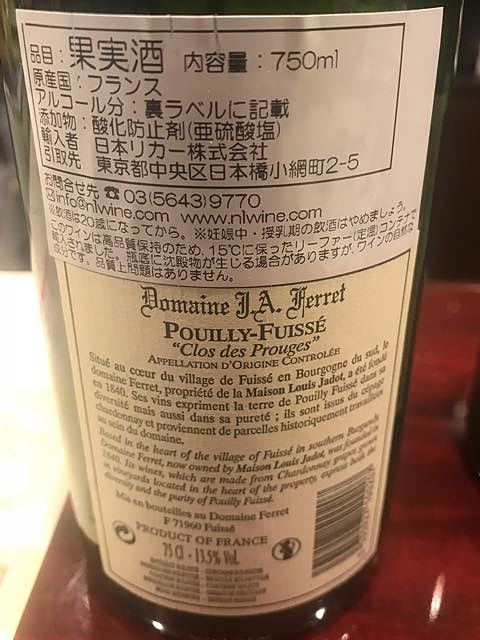 品目：果実酒 内容量：750ml
原産国：フランス
アルコール分：裏ラベルに記載
添加物：酸化防止剤(亜硫酸塩)
輸入者 日本リカー株式会社
引取先 東京都中央区日本橋小網町2-5
お問合せ先 ☎ 03(5643)9770
✉info@nlwine.com www.nlwine.com
※飲酒は20歳になってから。※妊娠中・授乳期の飲酒はやめましょう。
このワインは高品質保持のため、15℃に保ったリーファー(定温)コンテナで
輸入されました。瓶底に沈殿物が生じる場合がありますが、ワインの自然な
成分です。品質上問題はありません。
Domaine J.A. Ferret
POUILLY-FUISSÉ
"Clos des Prouges"
APPELLATION D'ORIGINE CONTRÔLÉE
Situé au cœur du village de Fuissé en Bourgogne du sud, le
domaine Ferret, propriété de la Maison Louis Jadot, a été fondé
en 1840. Ses vins expriment la terre de Pouilly Fuissé dans sa
diversité mais aussi dans sa pureté ; ils sont issus du cépage
chardonnay et proviennent de parcelles historiquement travaillées
au sein du domaine.
Based in the heart of the village of Fuissé in southern Burgundy,
Domaine Ferret, now owned by Maison Louis Jadot, was founded in
1840. Its wines, which are made from Chardonnay grapes grown
in vineyards located in the heart of the property, express both the
diversity and the purity of Pouilly Fuissé.
Mis en bouteilles au Domaine Ferret
F 71960 Fuissé
PRODUCT OF FRANCE
75 Cl - 13.5% Vol.